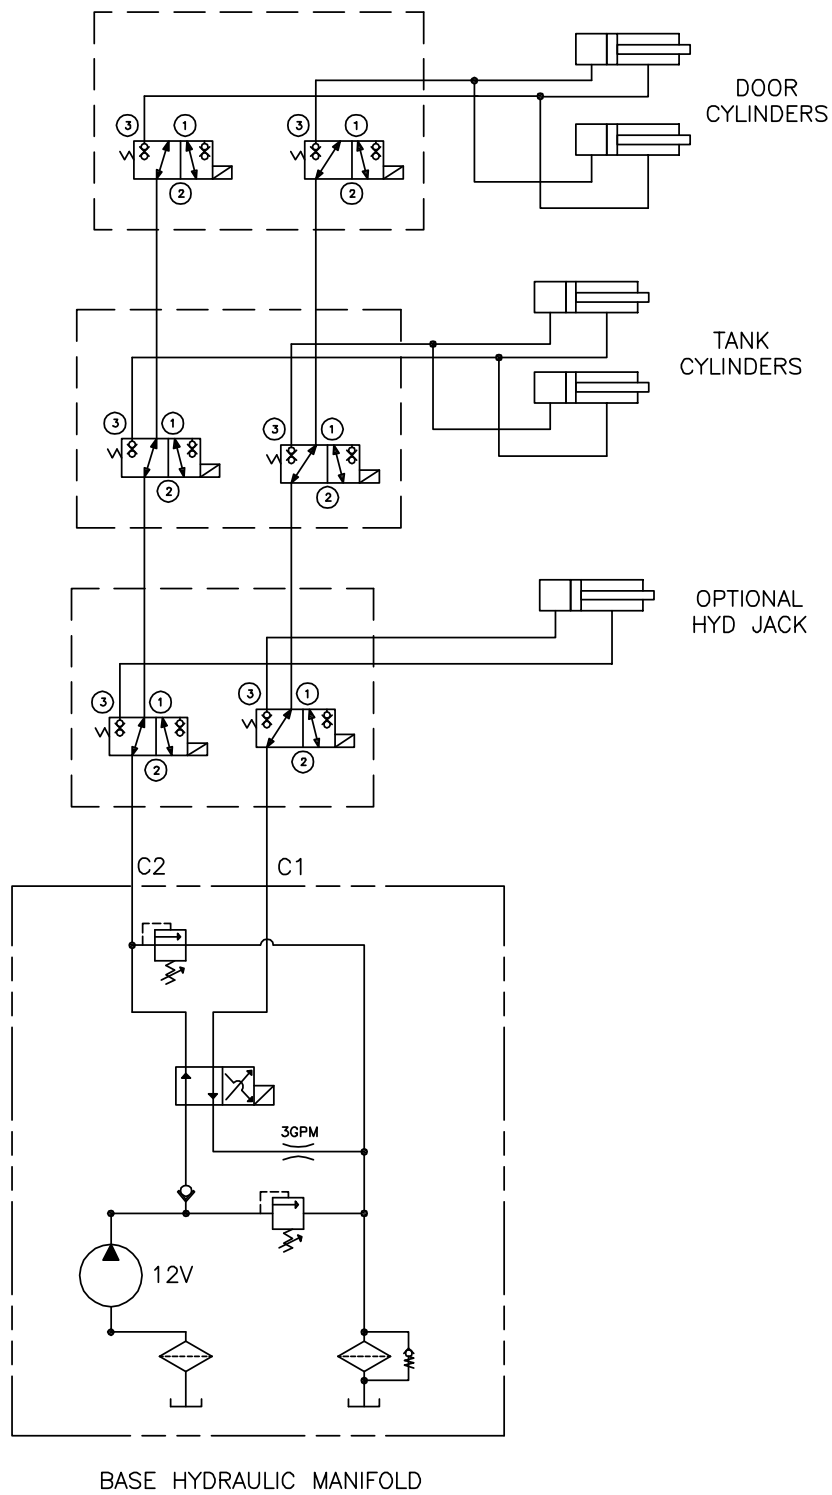 DOOR
CYLINDERS
3
1
3
1
2
2
TANK
CYLINDERS
3
1
3
1
2
2
OPTIONAL
HYD JACK
3
1
3
1
2
2
C2
C1
3GPM
12V
BASE HYDRAULIC MANIFOLD